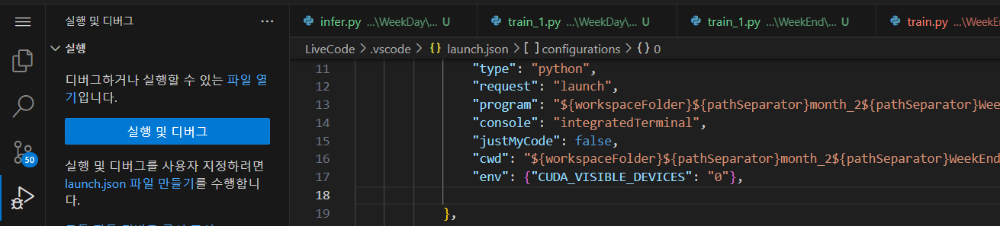 실행 및 디버그
실행
디버그하거나 실행할 수 있는 파일 열
기입니다.
실행 및 디버그
50
실행 및 디버그를 사용자 지정하려면
launch.json 파일 만들기를 수행합니
다.
infer.py ...\WeekDay\... U
train_1.py ...\WeekDay\... U
train_1.py ...\WeekEnd\... U
train.py ...\WeekE
LiveCode > .vscode > {} launch.json > [ ] configurations > {} 0
11 "type": "python",
12 "request": "launch",
13 "program": "${workspaceFolder}${pathSeparator}month_2${pathSeparator}Wee
14 "console": "integratedTerminal",
15 "justMyCode": false,
16 "cwd": "${workspaceFolder}${pathSeparator}month_2${pathSeparator}WeekEnd
17 "env": {"CUDA_VISIBLE_DEVICES": "0"},
18
19 },